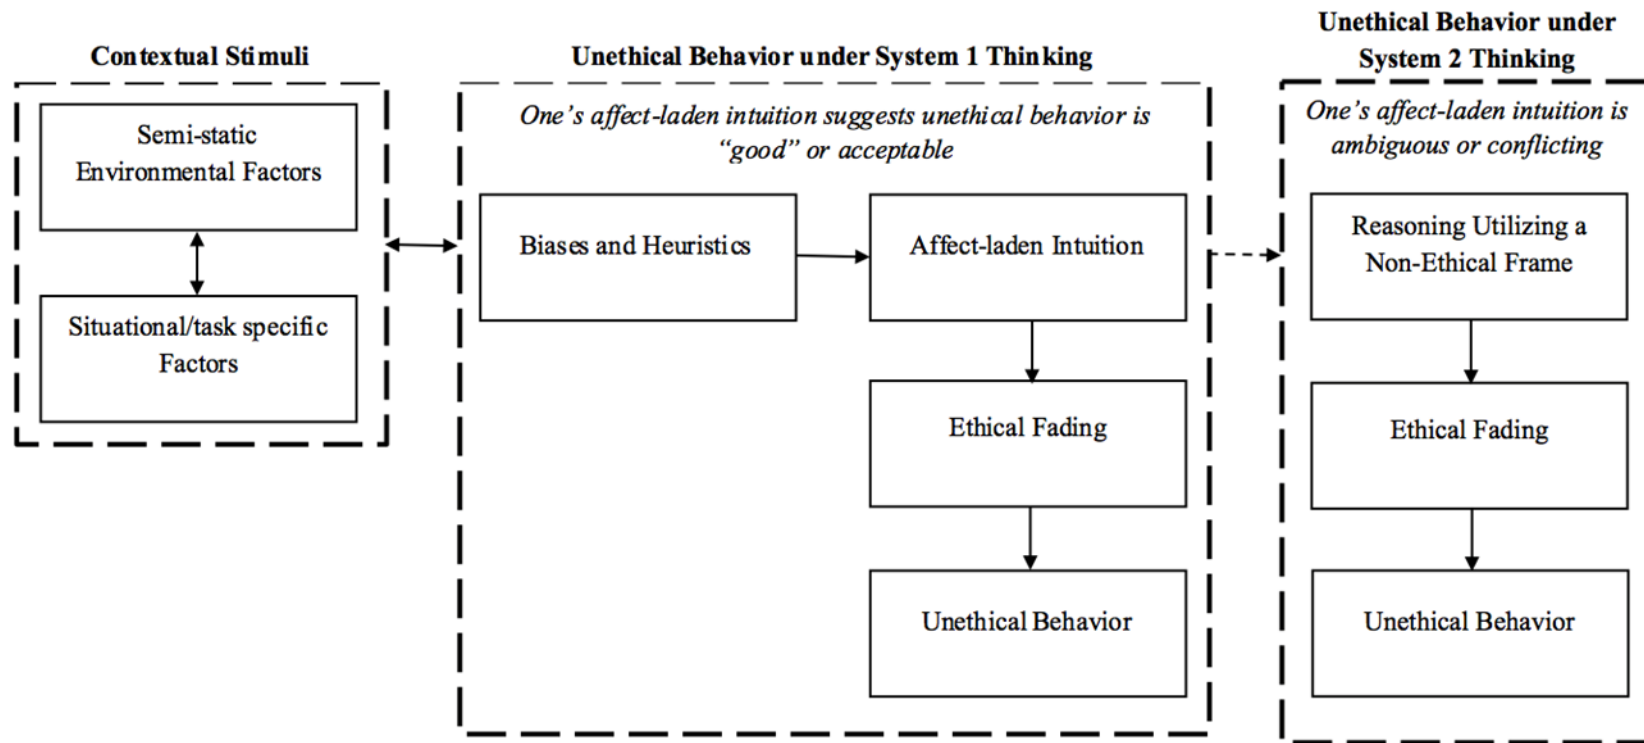 Contextual Stimuli
Semi-static
Environmental Factors
Situational/task specific
Factors
Unethical Behavior under System 1 Thinking
One's affect-laden intuition suggests unethical behavior is
“good” or acceptable
Biases and Heuristics
Affect-laden Intuition
Ethical Fading
Unethical Behavior
Unethical Behavior under
System 2 Thinking
One's affect-laden intuition is
ambiguous or conflicting
Reasoning Utilizing a
Non-Ethical Frame
Ethical Fading
Unethical Behavior